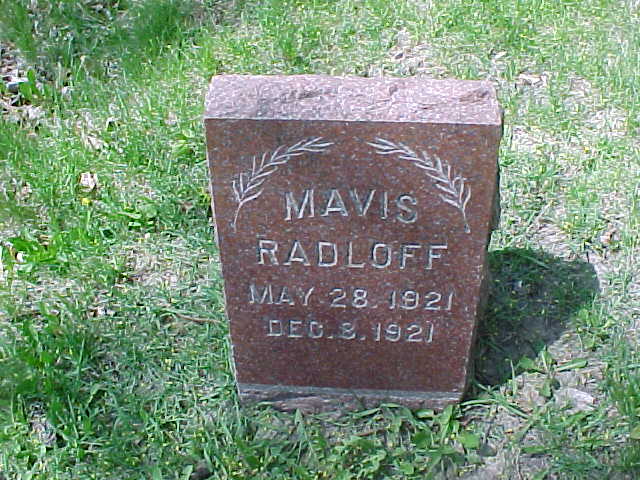 MAVIS
RADLOFF
MAY 28. 1921
DEC. 8. 1921